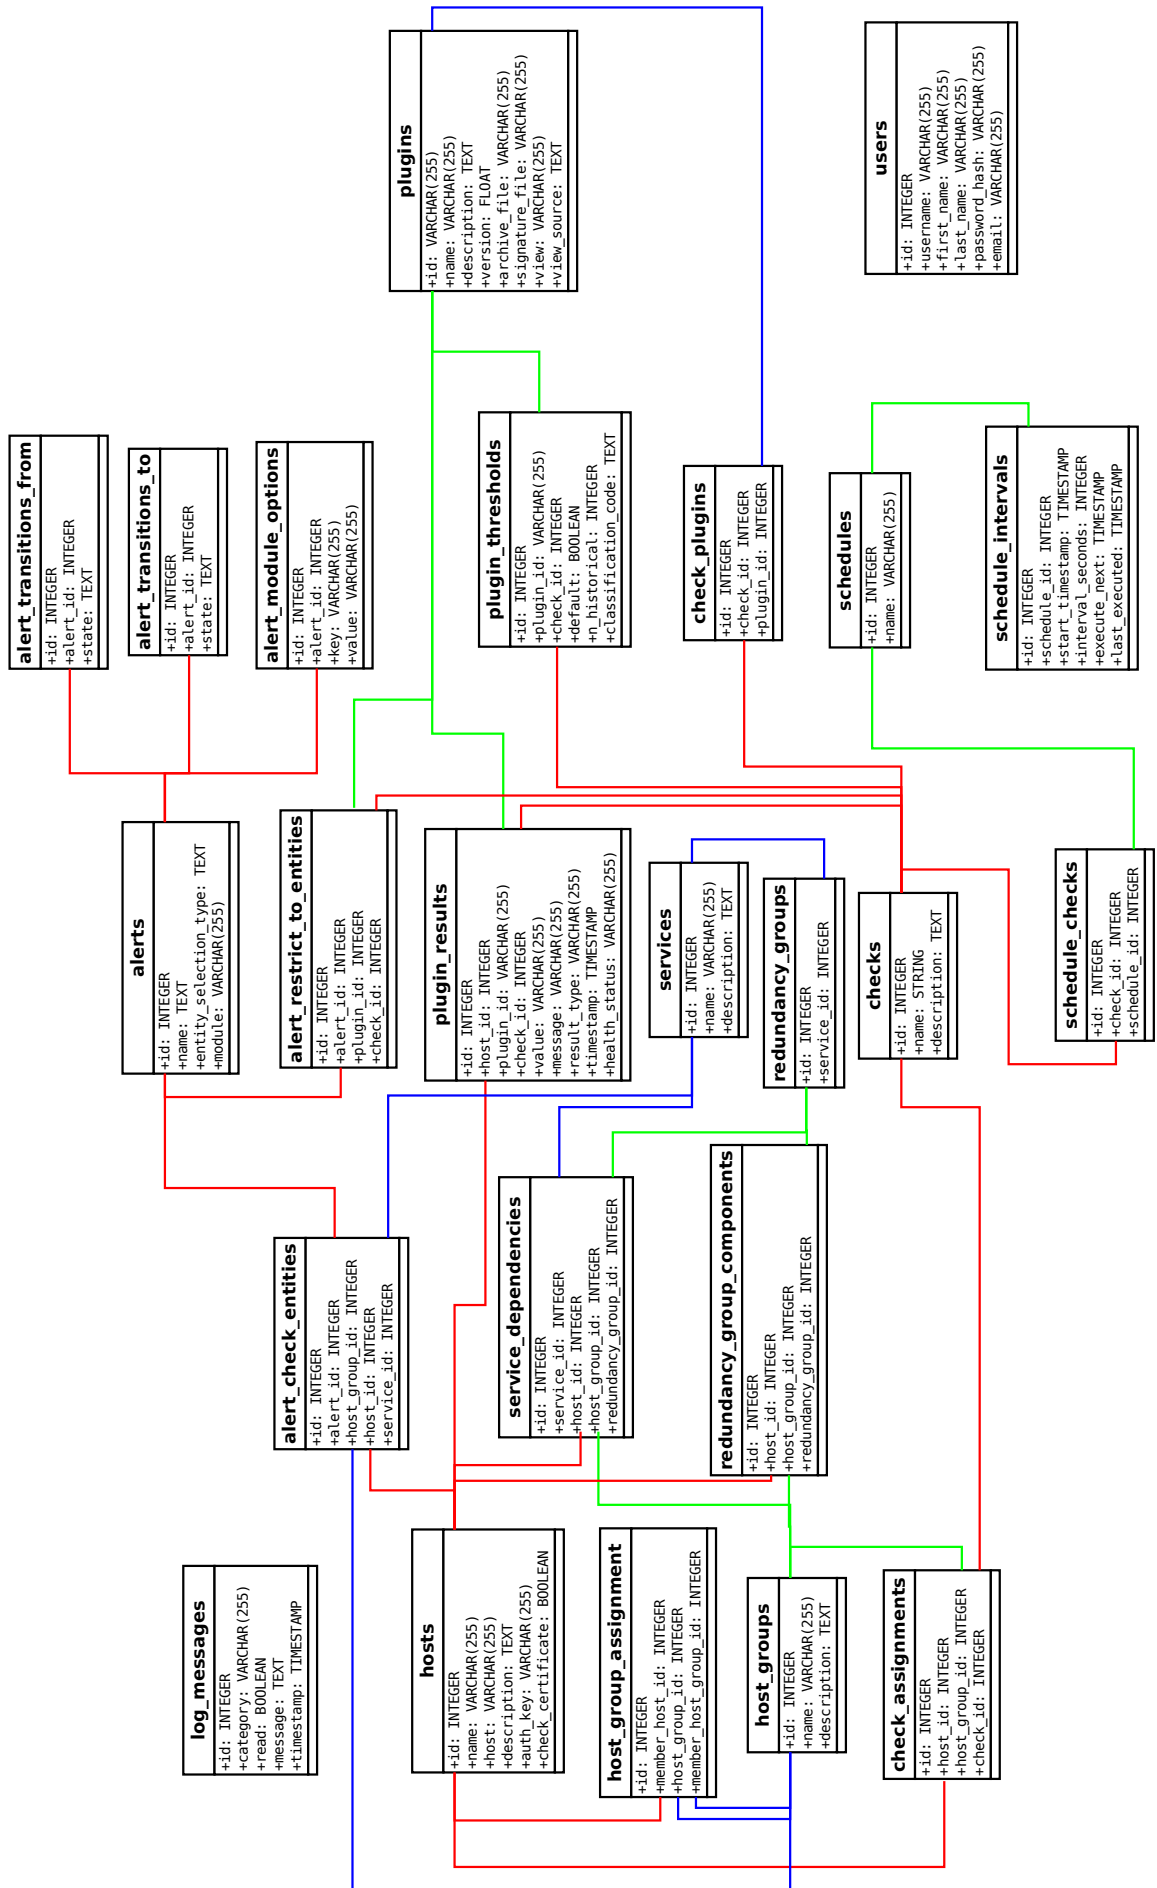 log_messages
+id: INTEGER
+category: VARCHAR(255)
+read: BOOLEAN
+message: TEXT
+timestamp: TIMESTAMP
hosts
+id: INTEGER
+name: VARCHAR(255)
+host: VARCHAR(255)
+description: TEXT
+auth_key: VARCHAR(255)
+check_certificate: BOOLEAN
host_group_assignment
+id: INTEGER
+member_host_id: INTEGER
+host_group_id: INTEGER
+member_host_group_id: INTEGER
host_groups
+id: INTEGER
+name: VARCHAR(255)
+description: TEXT
check_assignments
+id: INTEGER
+host_id: INTEGER
+host_group_id: INTEGER
+check_id: INTEGER
alert_check_entities
+id: INTEGER
+alert_id: INTEGER
+host_group_id: INTEGER
+host_id: INTEGER
+service_id: INTEGER
service_dependencies
+id: INTEGER
+service_id: INTEGER
+host_id: INTEGER
+host_group_id: INTEGER
+redundancy_group_id: INTEGER
redundancy_group_components
+id: INTEGER
+host_id: INTEGER
+host_group_id: INTEGER
+redundancy_group_id: INTEGER
alerts
+id: INTEGER
+name: TEXT
+entity_selection_type: TEXT
+module: VARCHAR(255)
alert_restrict_to_entities
+id: INTEGER
+alert_id: INTEGER
+plugin_id: INTEGER
+check_id: INTEGER
plugin_results
+id: INTEGER
+host_id: INTEGER
+plugin_id: VARCHAR(255)
+check_id: INTEGER
+value: VARCHAR(255)
+message: VARCHAR(255)
+result_type: VARCHAR(255)
+timestamp: TIMESTAMP
+health_status: VARCHAR(255)
services
+id: INTEGER
+name: VARCHAR(255)
+description: TEXT
redundancy_groups
+id: INTEGER
+service_id: INTEGER
checks
+id: INTEGER
+name: STRING
+description: TEXT
schedule_checks
+id: INTEGER
+check_id: INTEGER
+schedule_id: INTEGER
alert_transitions_from
+id: INTEGER
+alert_id: INTEGER
+state: TEXT
alert_transitions_to
+id: INTEGER
+alert_id: INTEGER
+state: TEXT
alert_module_options
+id: INTEGER
+alert_id: INTEGER
+key: VARCHAR(255)
+value: VARCHAR(255)
plugin_thresholds
+id: INTEGER
+plugin_id: VARCHAR(255)
+check_id: INTEGER
+default: BOOLEAN
+n_historical: INTEGER
+classification_code: TEXT
check_plugins
+id: INTEGER
+check_id: INTEGER
+plugin_id: INTEGER
schedules
+id: INTEGER
+name: VARCHAR(255)
schedule_intervals
+id: INTEGER
+schedule_id: INTEGER
+start_timestamp: TIMESTAMP
+interval_seconds: INTEGER
+execute_next: TIMESTAMP
+last_executed: TIMESTAMP
plugins
+id: VARCHAR(255)
+name: VARCHAR(255)
+description: TEXT
+version: FLOAT
+archive_file: VARCHAR(255)
+signature_file: VARCHAR(255)
+view: VARCHAR(255)
+view_source: TEXT
users
+id: INTEGER
+username: VARCHAR(255)
+first_name: VARCHAR(255)
+last_name: VARCHAR(255)
+password_hash: VARCHAR(255)
+email: VARCHAR(255)